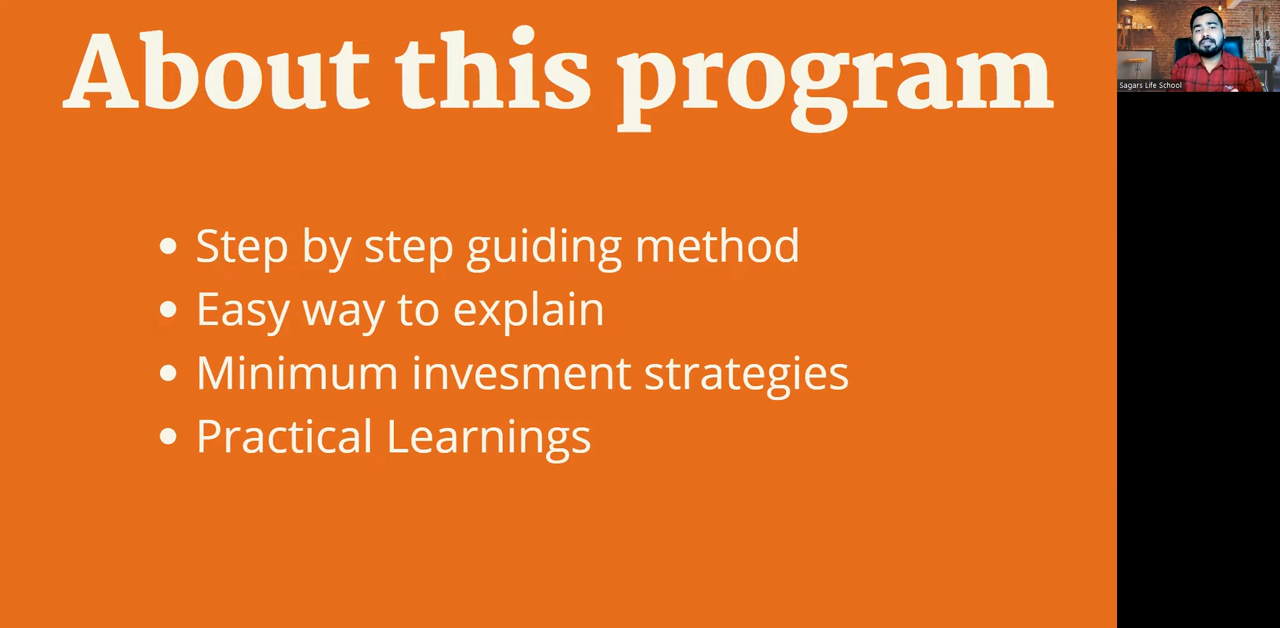 About this program
Step by step guiding method
Easy way to explain
Minimum invesment strategies
Practical Learnings
Sagars Life School